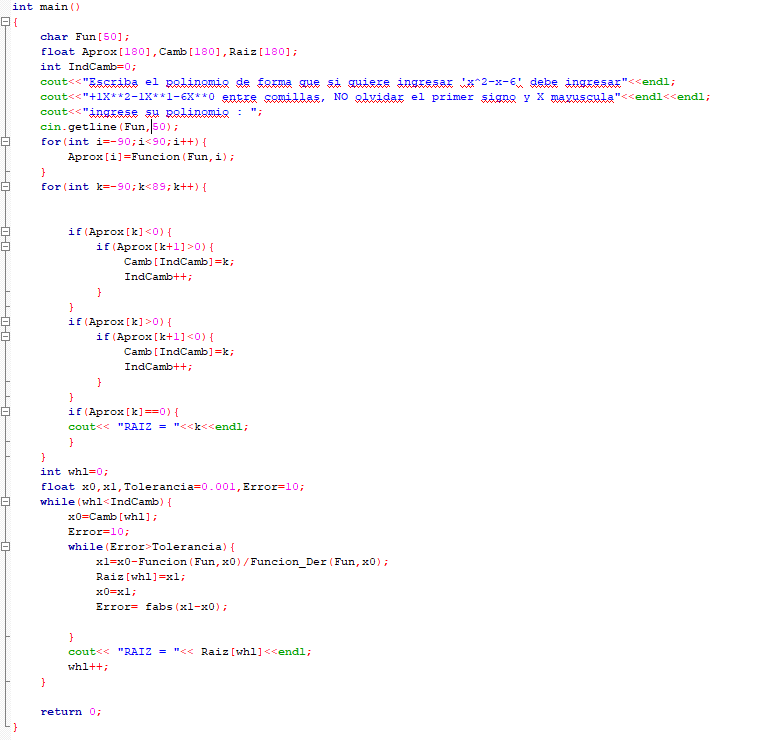 int main()
{
char Fun[50];
float Aprox[180],Camb[180],Raiz[180];
int IndCamb=0;
cout<<"Escriba el polinomio de forma que si quiere ingresar 'x^2-x-6' debe ingresar"<<endl;
cout<<"+1X**2-1X**1-6X**0 entre comillas, NO olvidar el primer signo y X mayuscula"<<endl<<endl;
cout<<"ingrese su polinomio : ";
cin.getline(Fun,50);
for(int i=-90;i<90;i++){
Aprox[i]=Funcion(Fun,i);
}
for(int k=-90;k<89;k++){
if(Aprox[k]<0){
if(Aprox[k+1]>0){
Camb[IndCamb]=k;
IndCamb++;
}
}
if(Aprox[k]>0){
if(Aprox[k+1]<0){
Camb[IndCamb]=k;
IndCamb++;
}
}
if(Aprox[k]==0){
cout<< "RAIZ = "<<k<<endl;
}
}
int whl=0;
float x0,x1,Tolerancia=0.001,Error=10;
while(whl<IndCamb){
x0=Camb[whl];
Error=10;
while(Error>Tolerancia){
x1=x0-Funcion(Fun,x0)/Funcion_Der(Fun,x0);
Raiz[whl]=x1;
x0=x1;
Error= fabs(x1-x0);
}
cout<< "RAIZ = "<< Raiz[whl]<<endl;
whl++;
}
return 0;
}